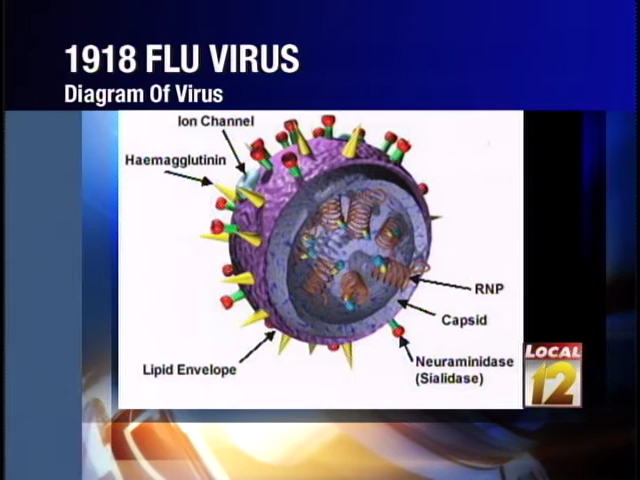 1918 FLU VIRUS
Diagram Of Virus
Ion Channel
Haemagglutinin
RNP
Capsid
Neuraminidase
(Sialidase)
Lipid Envelope
LOCAL
12